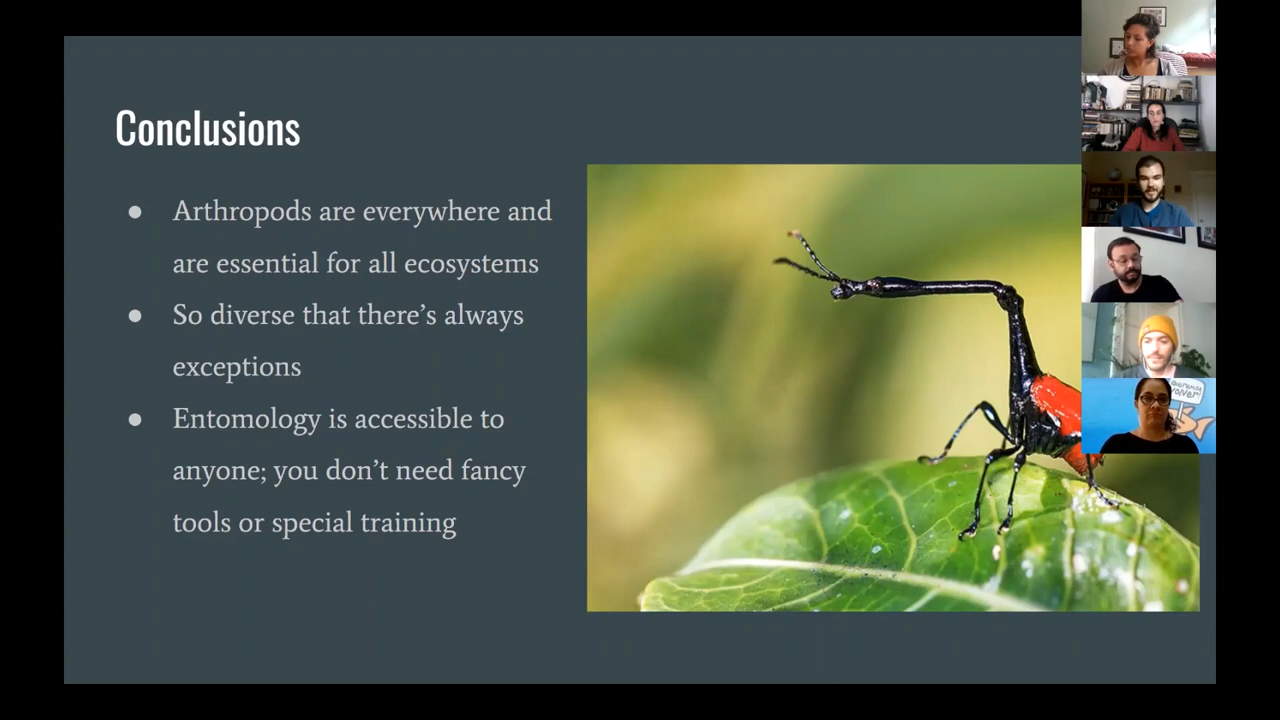 Conclusions
● Arthropods are everywhere and
are essential for all ecosystems
● So diverse that there's always
exceptions
● Entomology is accessible to
anyone; you don't need fancy
tools or special training